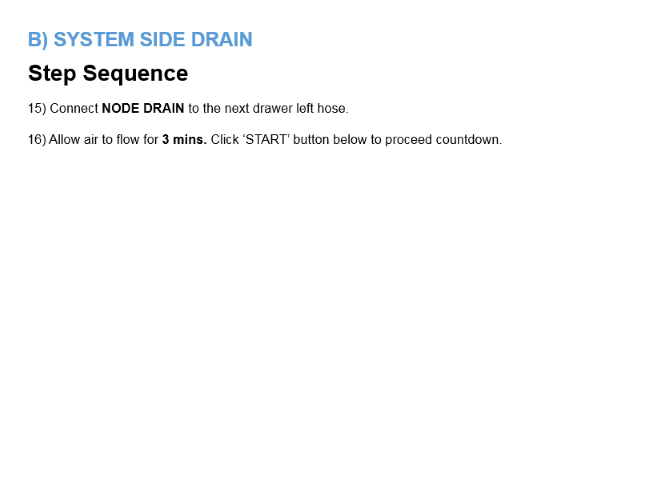 B) SYSTEM SIDE DRAIN
Step Sequence
15) Connect NODE DRAIN to the next drawer left hose.
16) Allow air to flow for 3 mins. Click ‘START’ button below to proceed countdown.